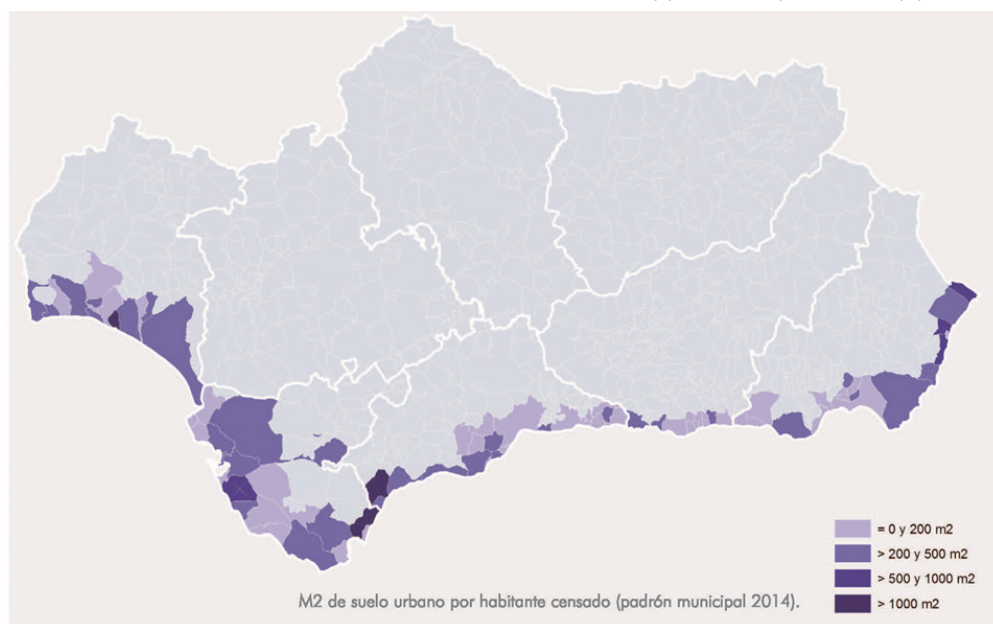 = 0 y 200 m2
> 200 y 500 m2
> 500 y 1000 m2
> 1000 m2
M2 de suelo urbano por habitante censado (padrón municipal 2014).